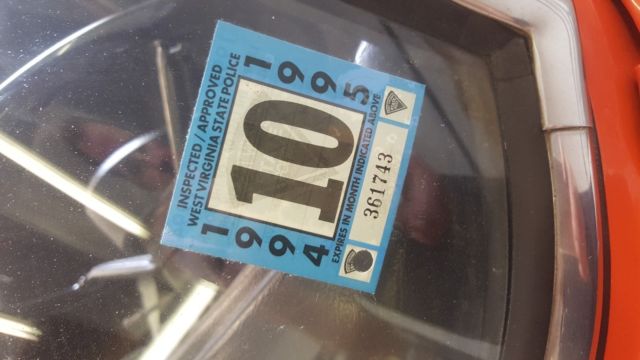 INSPECTED / APPROVED
WEST VIRGINIA STATE POLICE
1994
10
1995
EXPIRES IN MONTH INDICATED ABOVE
361743